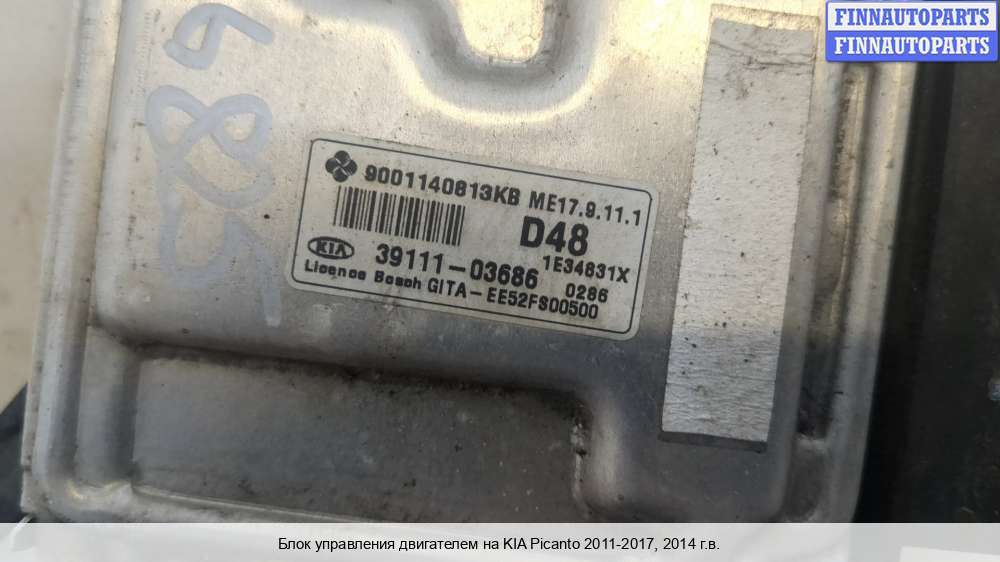 FINNAUTOPARTS
FINNAUTOPARTS
589
9001140813KB ME17.9.11.1
D48
KIA 39111-03686 1E34831X
0286
Licence Bosch GITA-EE52FS00500
Блок управления двигателем на KIA Picanto 2011-2017, 2014 г.в.